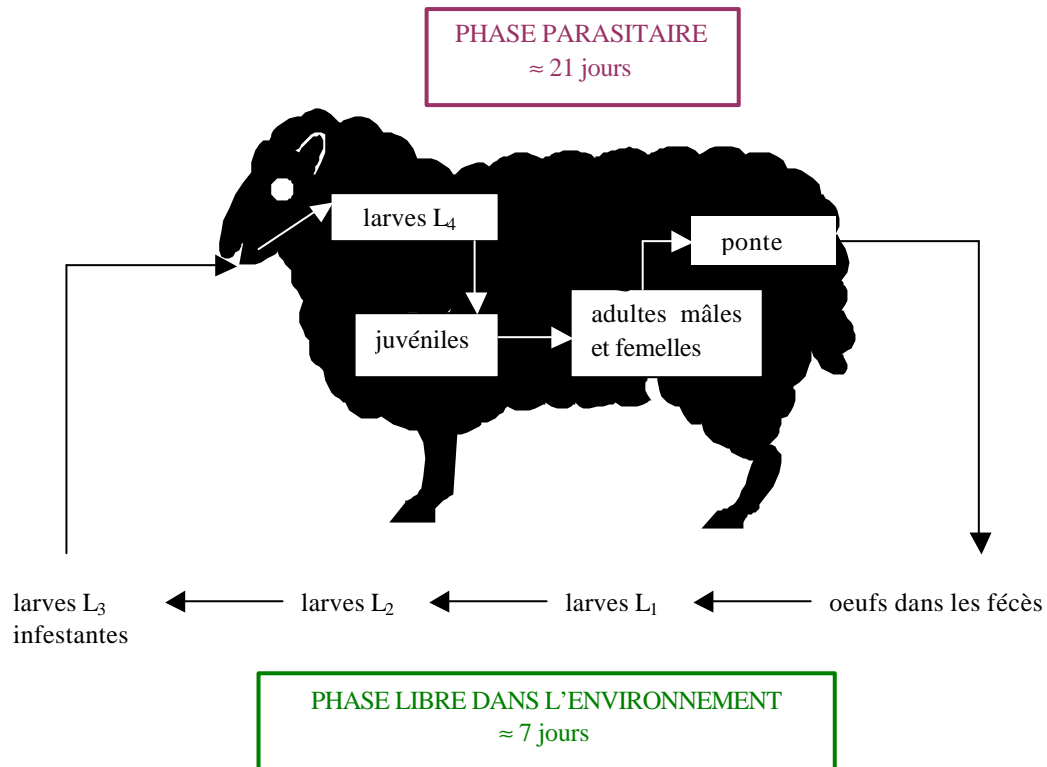 PHASE PARASITAIRE
≈ 21 jours
larves L₄
ponte
juvéniles
adultes mâles
et femelles
larves L₃
infestantes
larves L₂
larves L₁
oeufs dans les fécès
PHASE LIBRE DANS L'ENVIRONNEMENT
≈ 7 jours